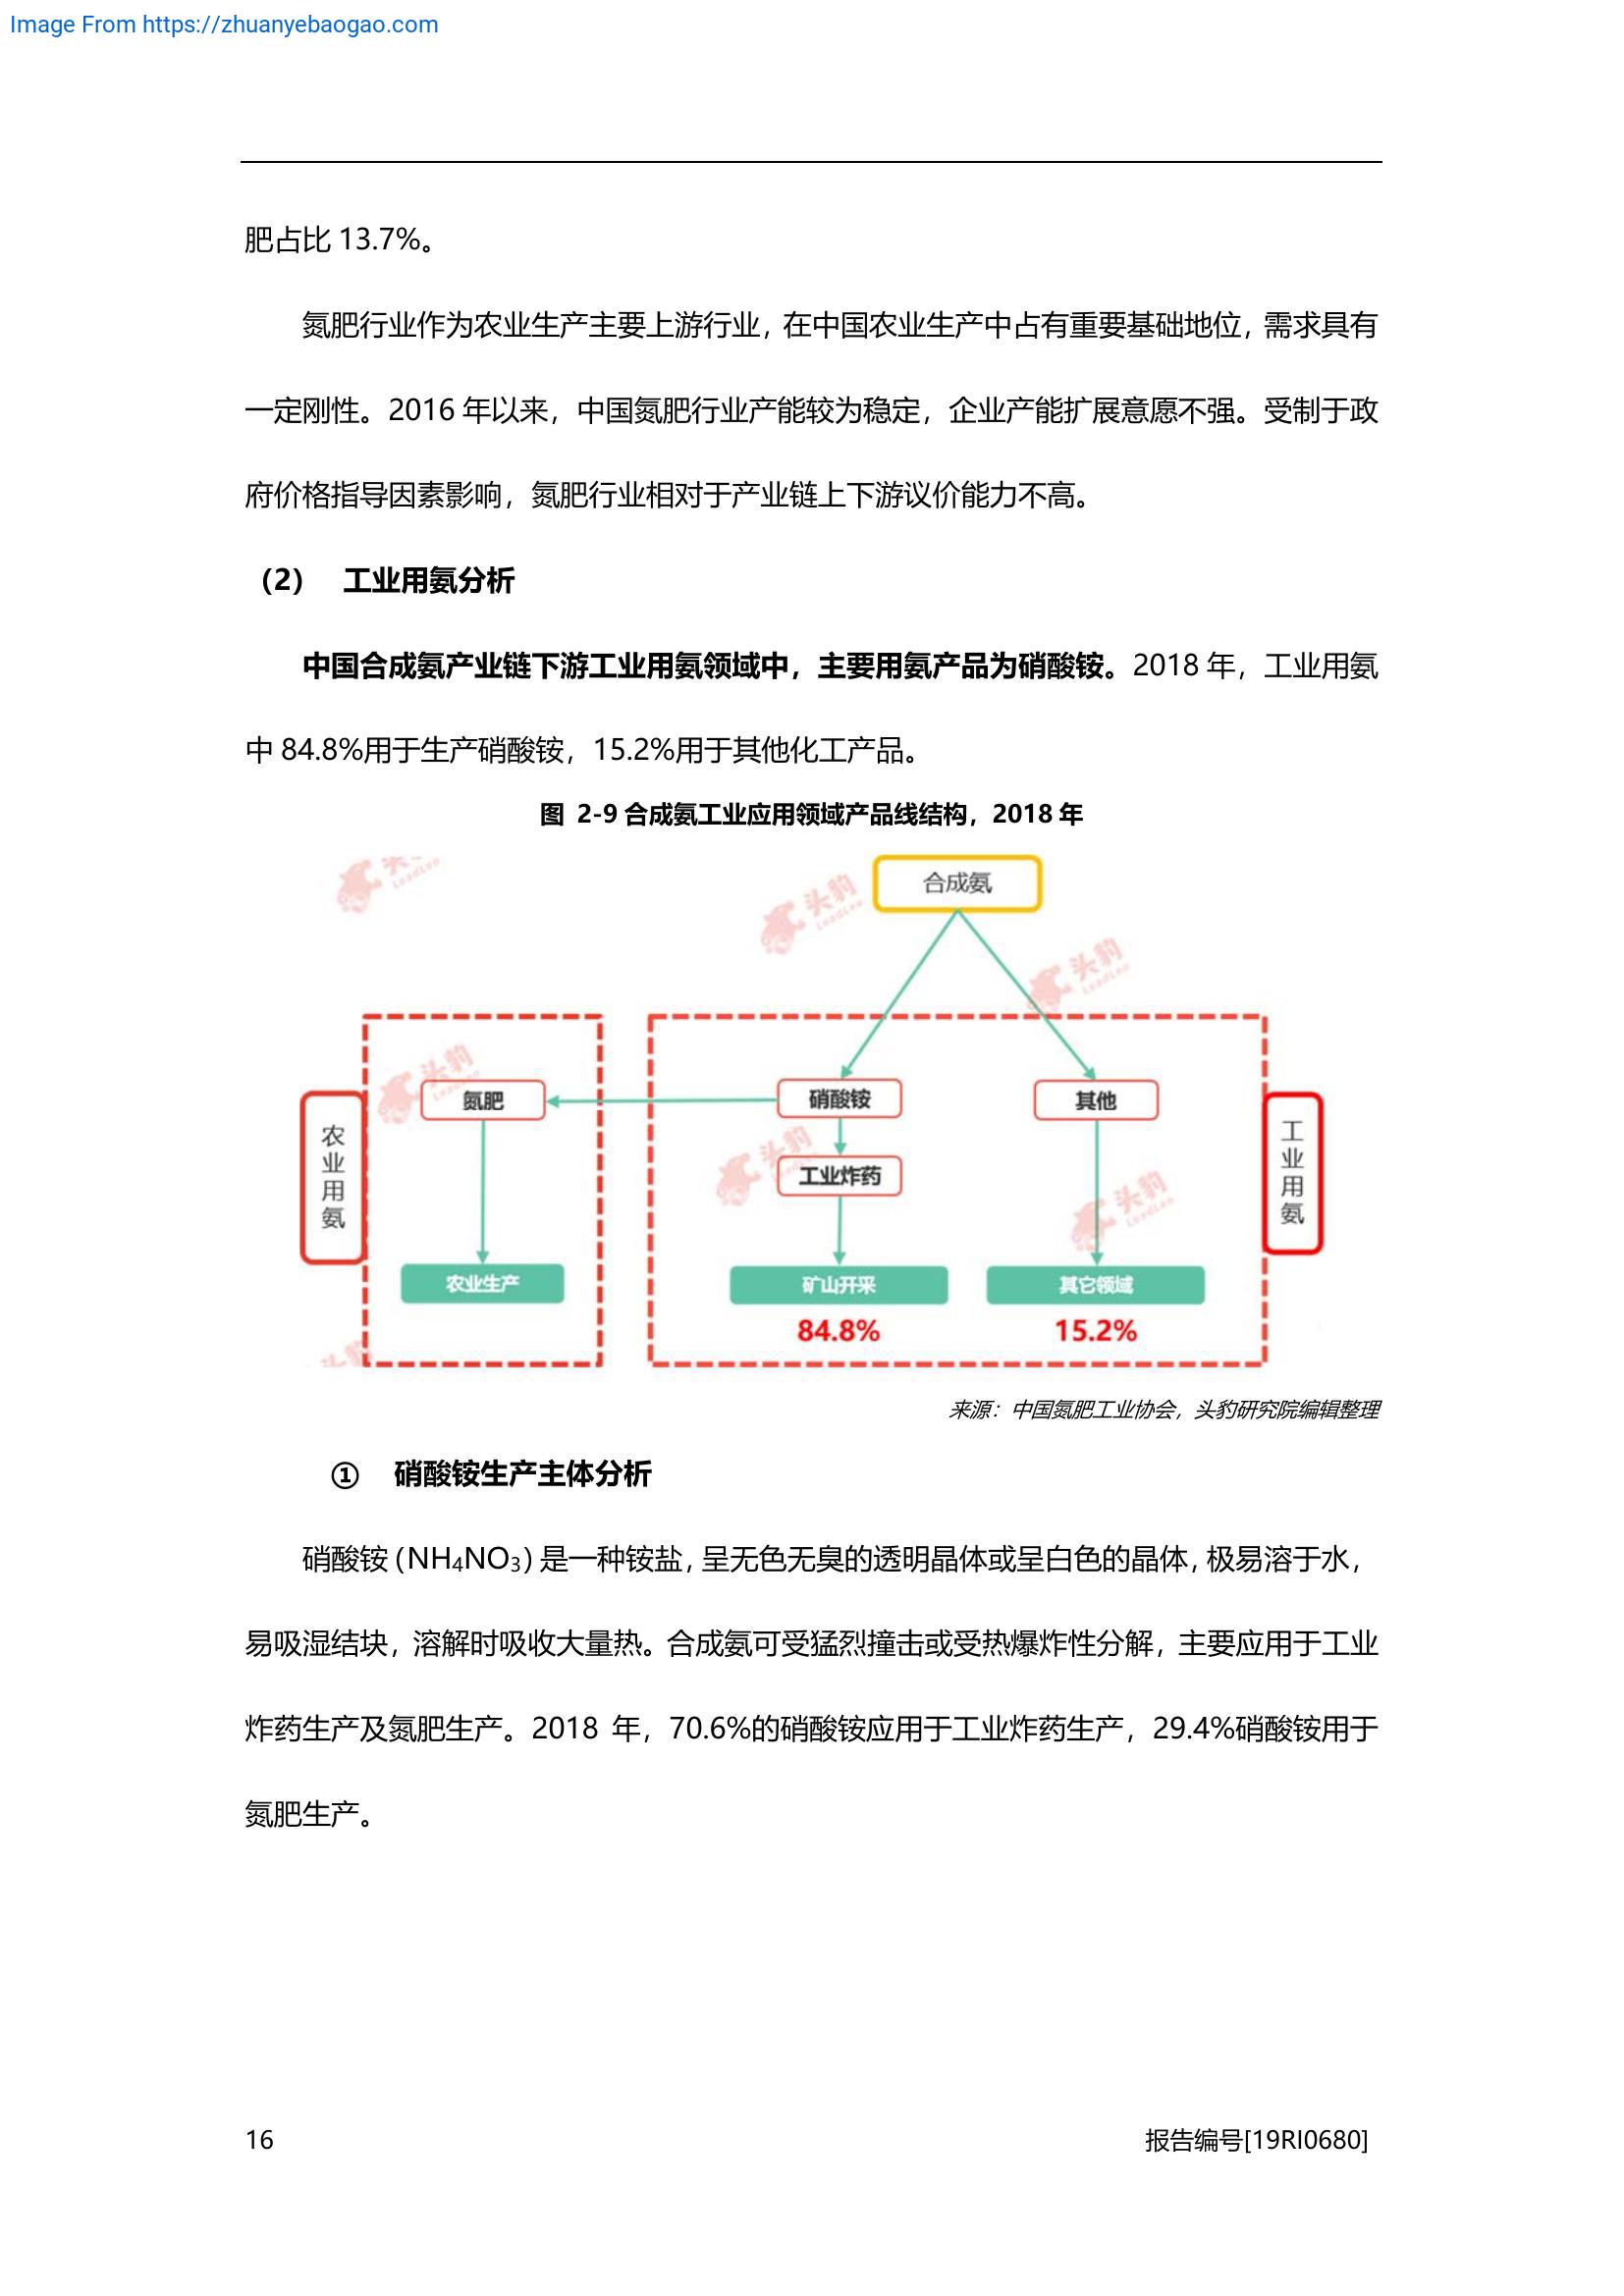 Image From https://zhuanyebaogao.com
肥占比 13.7%。
氮肥行业作为农业生产主要上游行业，在中国农业生产中占有重要基础地位，需求具有
一定刚性。2016 年以来，中国氮肥行业产能较为稳定，企业产能扩展意愿不强。受制于政
府价格指导因素影响，氮肥行业相对于产业链上下游议价能力不高。
（2） 工业用氨分析
中国合成氨产业链下游工业用氨领域中，主要用氨产品为硝酸铵。2018 年，工业用氨
中 84.8%用于生产硝酸铵，15.2%用于其他化工产品。
图 2-9 合成氨工业应用领域产品线结构，2018 年
头豹
LeadLeo
合成氨
头豹
LeadLeo
头豹
LeadLeo
头豹
氮肥
硝酸铵
其他
农业用氨
工业用氨
头豹
LeadLeo
工业炸药
头豹
LeadLeo
农业生产
矿山开采
其它领域
84.8%
15.2%
头豹
来源：中国氮肥工业协会，头豹研究院编辑整理
① 硝酸铵生产主体分析
硝酸铵（NH₄NO₃）是一种铵盐，呈无色无臭的透明晶体或呈白色的晶体，极易溶于水，
易吸湿结块，溶解时吸收大量热。合成氨可受猛烈撞击或受热爆炸性分解，主要应用于工业
炸药生产及氮肥生产。2018 年，70.6%的硝酸铵应用于工业炸药生产，29.4%硝酸铵用于
氮肥生产。
16
报告编号[19RI0680]